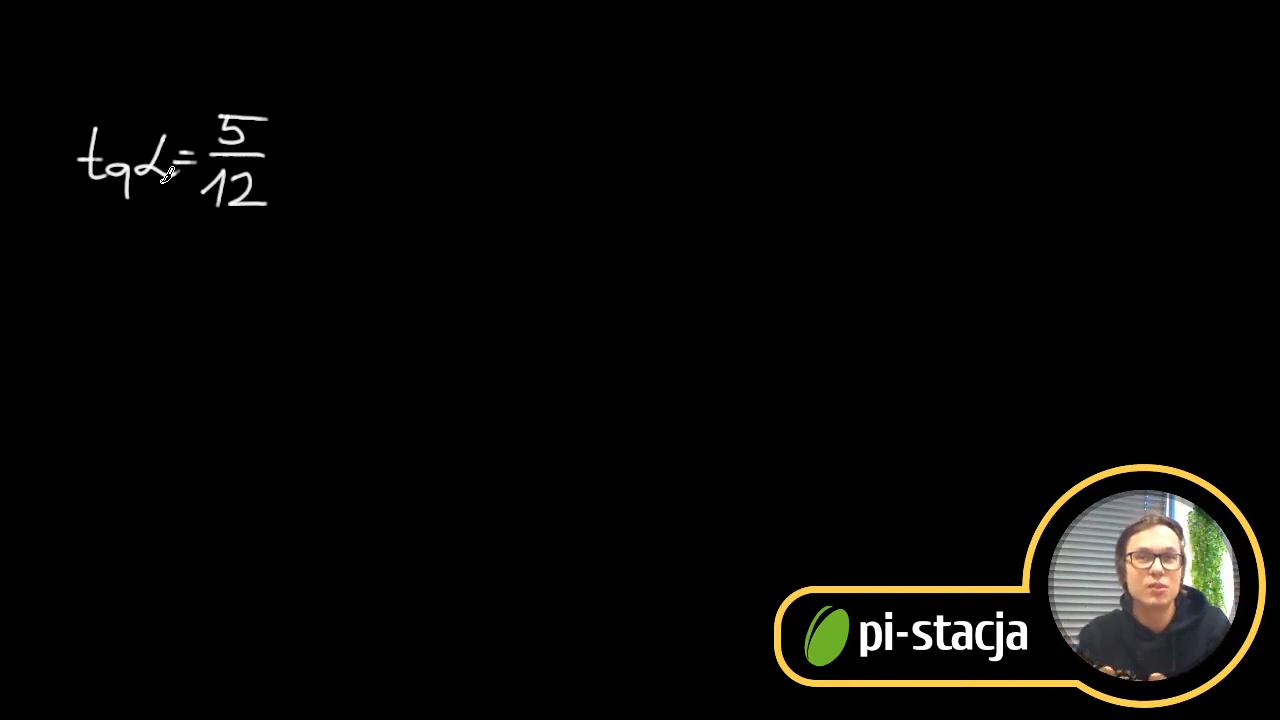 tgα = 5/12
pi-stacja